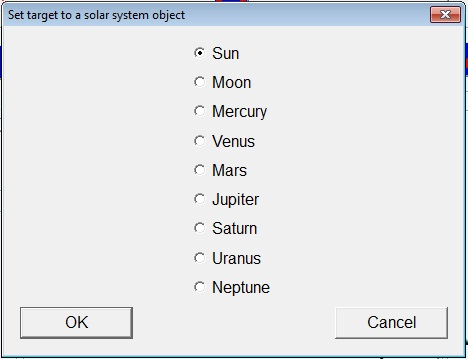 Set target to a solar system object
Sun
Moon
Mercury
Venus
Mars
Jupiter
Saturn
Uranus
Neptune
OK
Cancel